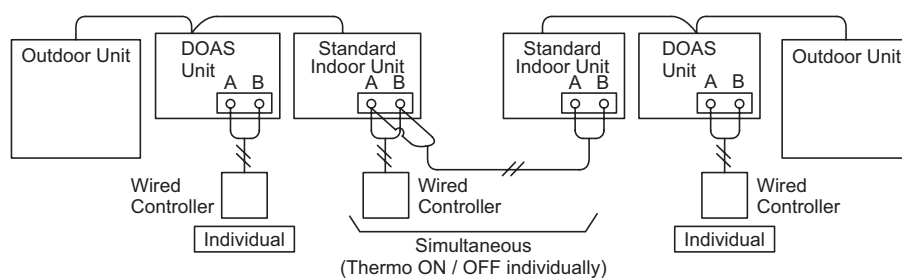 Outdoor Unit
DOAS
Unit
A B
Standard
Indoor Unit
A B
Standard
Indoor Unit
A B
DOAS
Unit
A B
Outdoor Unit
Wired
Controller
Individual
Wired
Controller
Simultaneous
(Thermo ON / OFF individually)
Wired
Controller
Individual